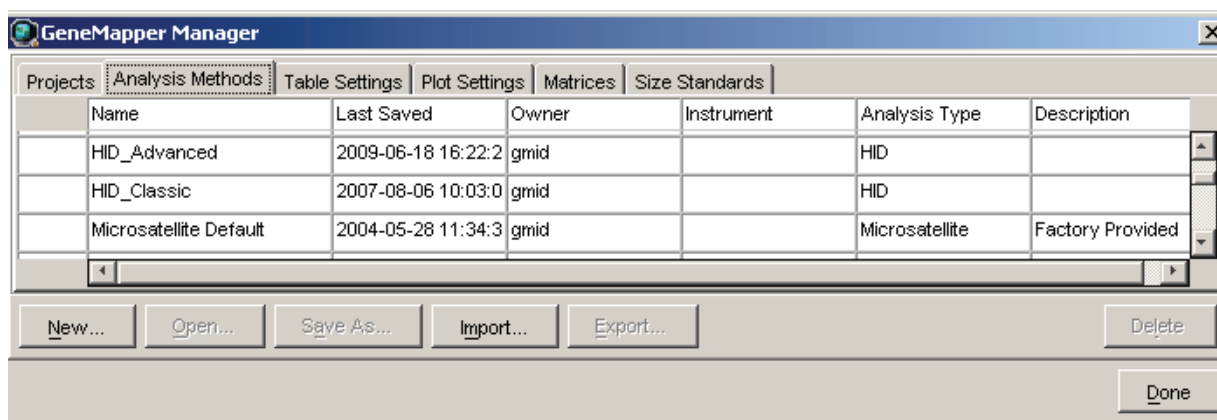 GeneMapper Manager
Projects Analysis Methods Table Settings Plot Settings Matrices Size Standards
Name Last Saved Owner Instrument Analysis Type Description
HID_Advanced 2009-06-18 16:22:2 gmid HID
HID_Classic 2007-08-06 10:03:0 gmid HID
Microsatellite Default 2004-05-28 11:34:3 gmid Microsatellite Factory Provided
New... Open... Save As... Import... Export... Delete
Done